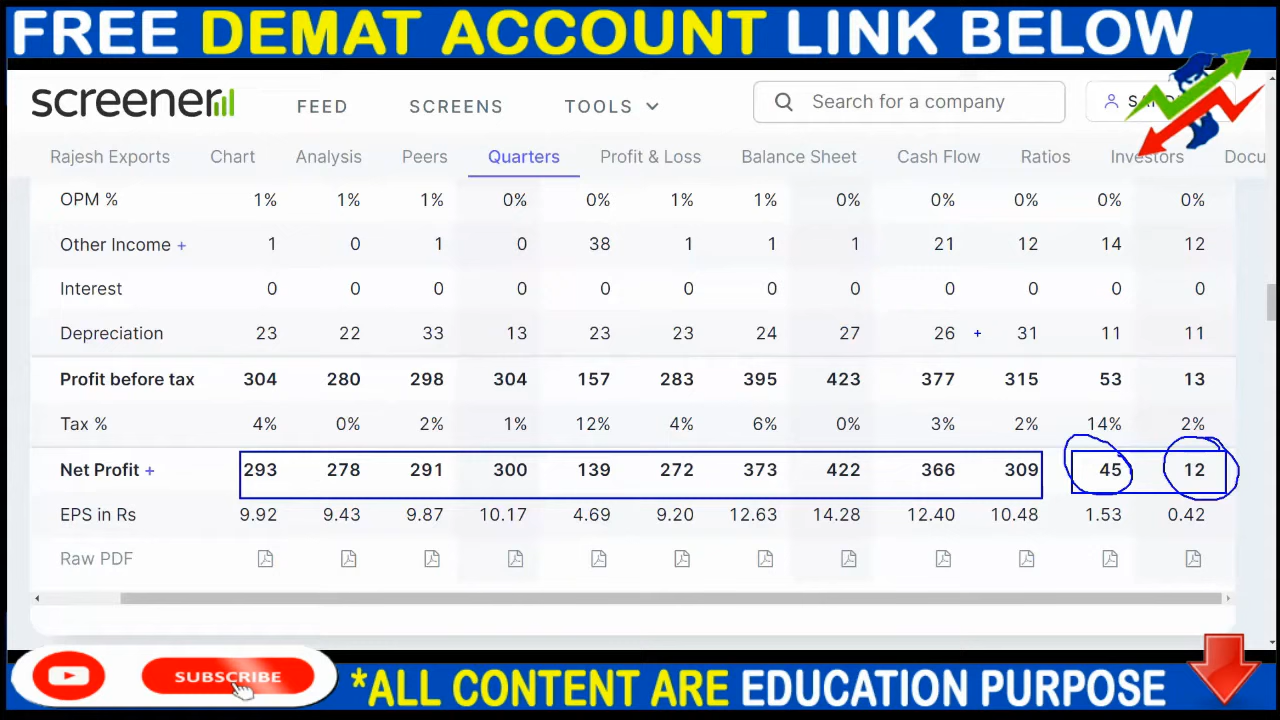 FREE DEMAT ACCOUNT LINK BELOW
screener FEED SCREENS TOOLS Search for a company
Rajesh Exports Chart Analysis Peers Quarters Profit & Loss Balance Sheet Cash Flow Ratios Investors Docu
OPM % 1% 1% 1% 0% 0% 1% 1% 0% 0% 0% 0% 0%
Other Income + 1 0 1 0 38 1 1 1 21 12 14 12
Interest 0 0 0 0 0 0 0 0 0 0 0 0
Depreciation 23 22 33 13 23 23 24 27 26 31 11 11
Profit before tax 304 280 298 304 157 283 395 423 377 315 53 13
Tax % 4% 0% 2% 1% 12% 4% 6% 0% 3% 2% 14% 2%
Net Profit + 293 278 291 300 139 272 373 422 366 309 45 12
EPS in Rs 9.92 9.43 9.87 10.17 4.69 9.20 12.63 14.28 12.40 10.48 1.53 0.42
Raw PDF
SUBSCRIBE
*ALL CONTENT ARE EDUCATION PURPOSE